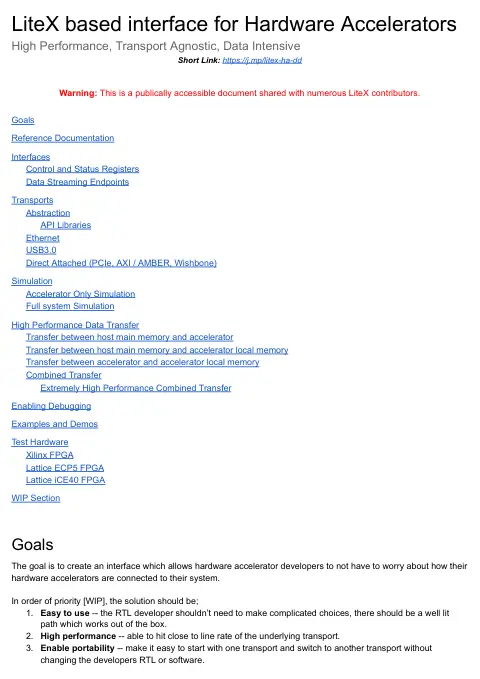 LiteX based interface for Hardware Accelerators
High Performance, Transport Agnostic, Data Intensive
Short Link: https://j.mp/litex-ha-dd
Warning: This is a publically accessible document shared with numerous LiteX contributors.
Goals
Reference Documentation
Interfaces
Control and Status Registers
Data Streaming Endpoints
Transports
Abstraction
API Libraries
Ethernet
USB3.0
Direct Attached (PCIe, AXI / AMBER, Wishbone)
Simulation
Accelerator Only Simulation
Full system Simulation
High Performance Data Transfer
Transfer between host main memory and accelerator
Transfer between host main memory and accelerator local memory
Transfer between accelerator and accelerator local memory
Combined Transfer
Extremely High Performance Combined Transfer
Enabling Debugging
Examples and Demos
Test Hardware
Xilinx FPGA
Lattice ECP5 FPGA
Lattice iCE40 FPGA
WIP Section
Goals
The goal is to create an interface which allows hardware accelerator developers to not have to worry about how their
hardware accelerators are connected to their system.
In order of priority [WIP], the solution should be;
1. Easy to use -- the RTL developer shouldn't need to make complicated choices, there should be a well lit
path which works out of the box.
2. High performance -- able to hit close to line rate of the underlying transport.
3. Enable portability -- make it easy to start with one transport and switch to another transport without
changing the developers RTL or software.